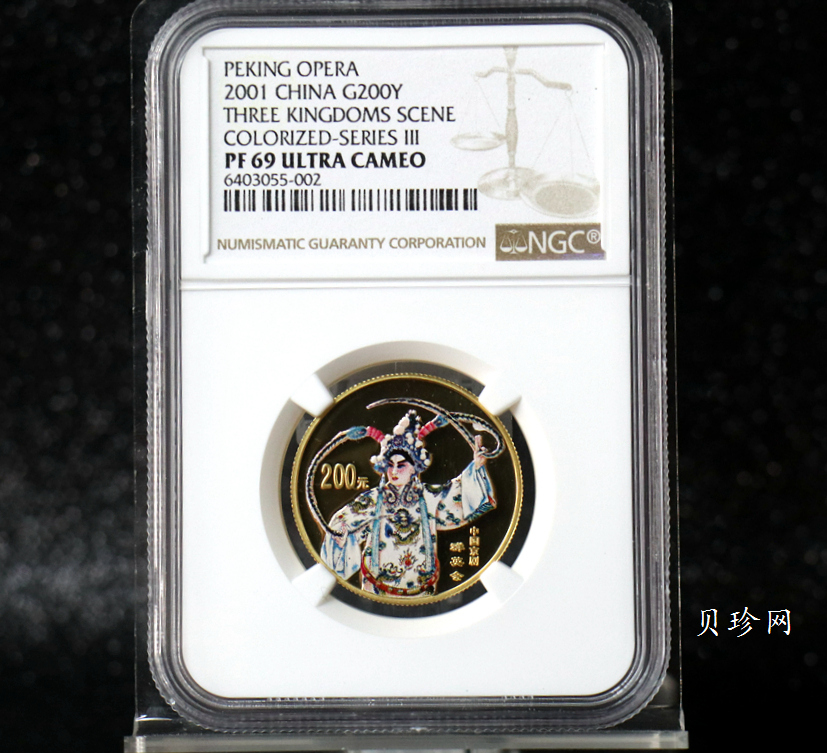 PEKING OPERA
2001 CHINA G200Y
THREE KINGDOMS SCENE
COLORIZED-SERIES III
PF 69 ULTRA CAMEO
6403055-002
NUMISMATIC GUARANTY CORPORATION
NGC®
200元
中国京剧
群英会
贝珍网